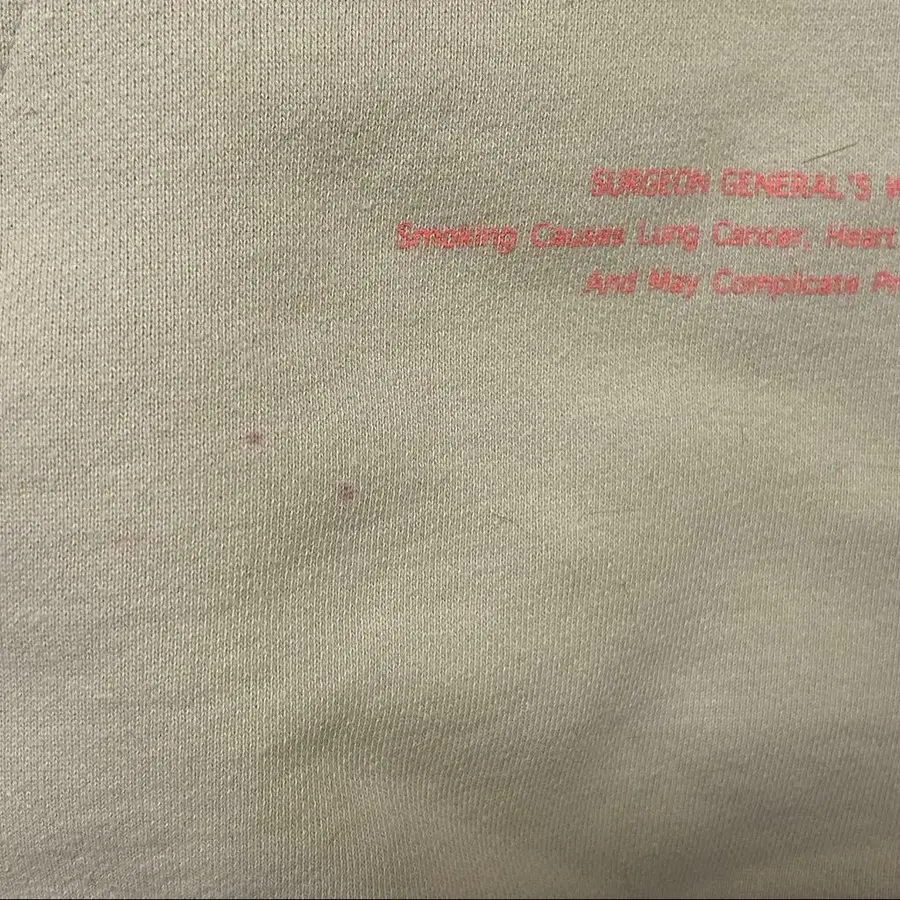 SURGEON GENERAL'S
Smoking Causes Lung Cancer, Heart
And May Complicate